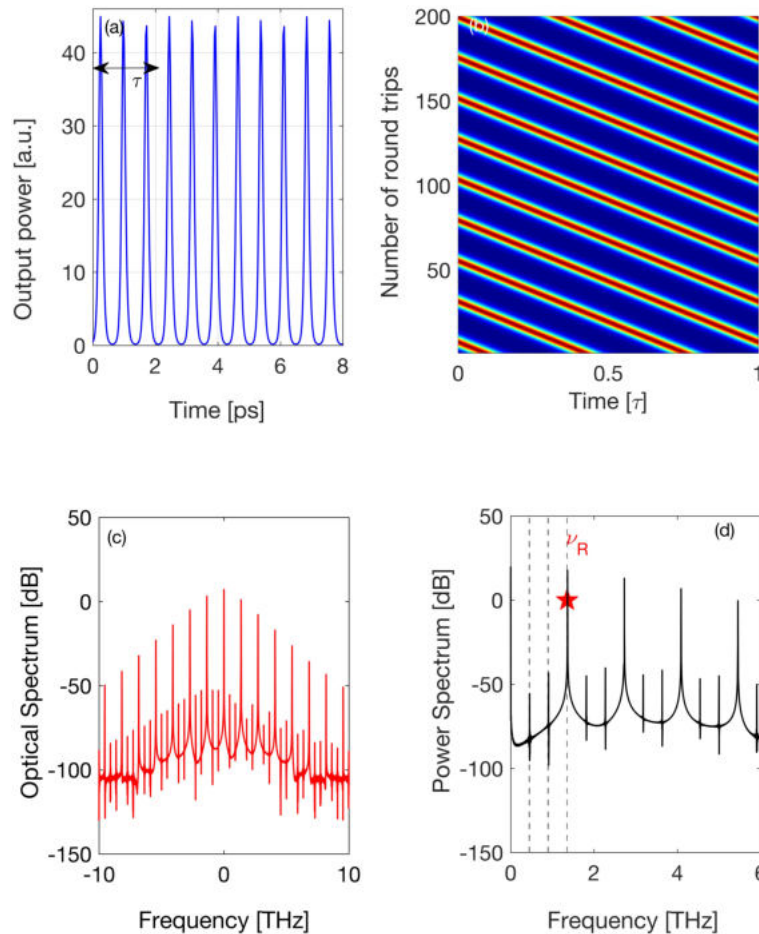 (a)
τ
Output power [a.u.]
40
30
20
10
0
0 2 4 6 8
Time [ps]
(b)
Number of round trips
200
150
100
50
0 0.5 1
Time [τ]
(c)
Optical Spectrum [dB]
50
0
-50
-100
-150
-10 0 10
Frequency [THz]
(d)
ν_R
Power Spectrum [dB]
50
0
-50
-100
-150
0 2 4 6
Frequency [THz]